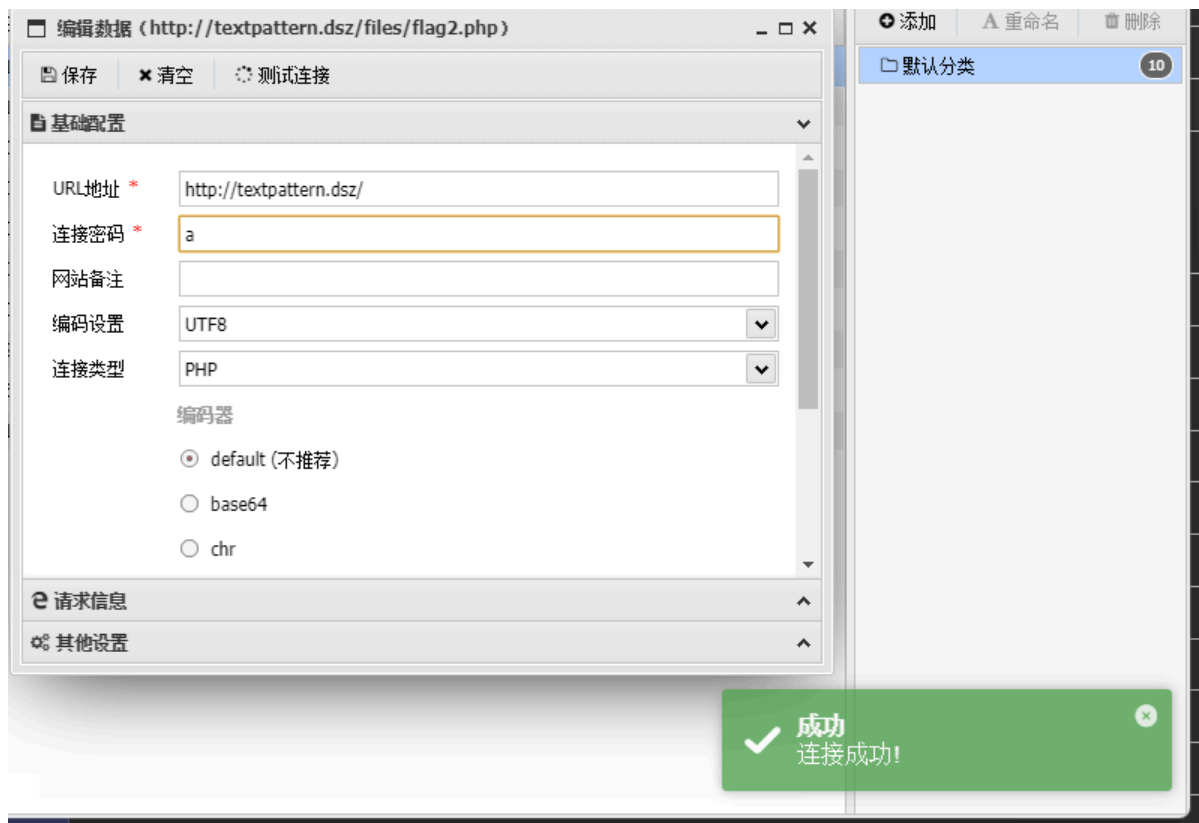 编辑数据 (http://textpattern.dsz/files/flag2.php)
添加 重命名 删除
保存 清空 测试连接
默认分类 10
基础配置
URL地址 * http://textpattern.dsz/
连接密码 * a
网站备注
编码设置 UTF8
连接类型 PHP
编码器
default (不推荐)
base64
chr
请求信息
其他设置
成功
连接成功!